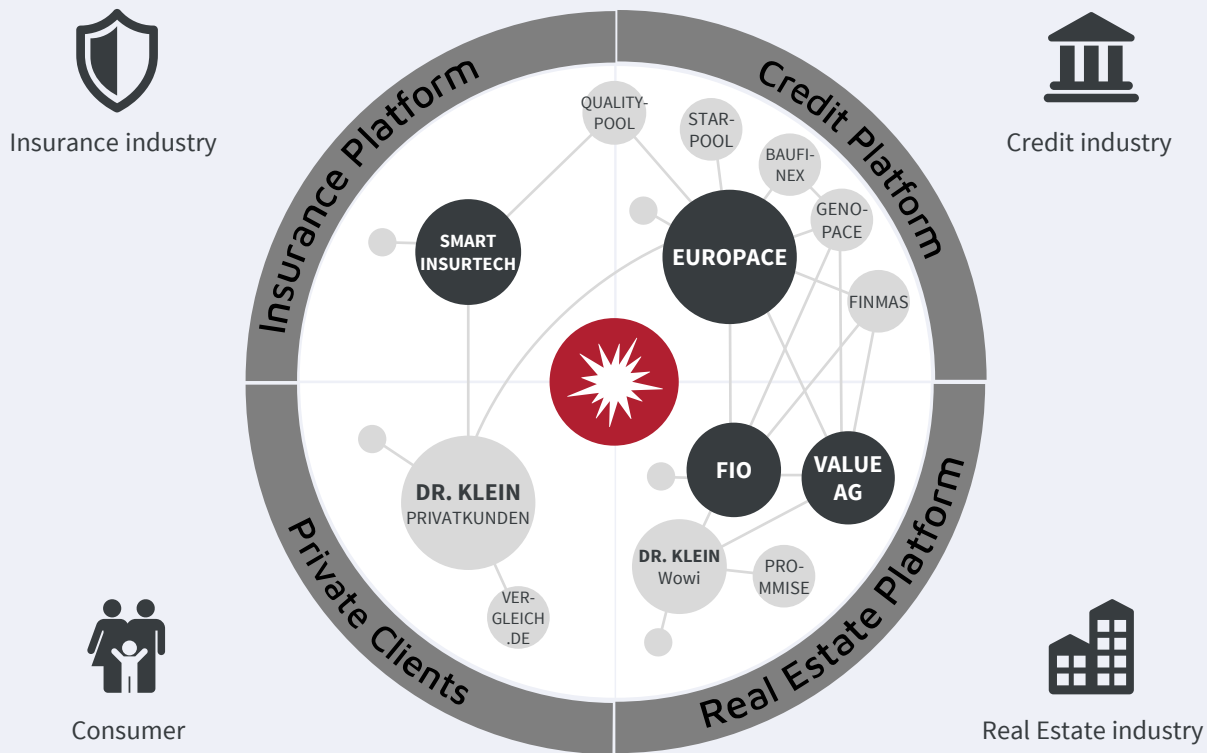 Insurance industry
Credit industry
Insurance Platform
Credit Platform
QUALITY-
POOL
STAR-
POOL
BAUFI-
NEX
GENO-
PACE
SMART
INSURTECH
EUROPACE
FINMAS
FIO
VALUE
AG
DR. KLEIN
PRIVATKUNDEN
DR. KLEIN
Wowi
PRO-
MMISE
VER-
GLEICH
.DE
Private Clients
Real Estate Platform
Consumer
Real Estate industry